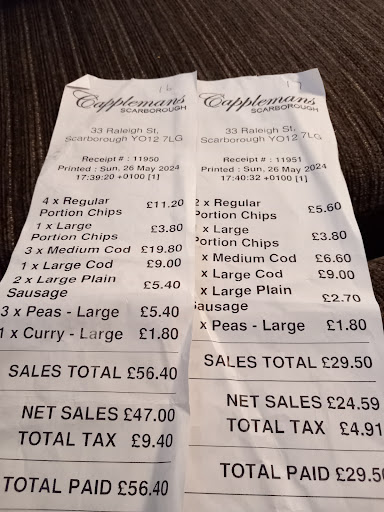 16
Capplemans
SCARBOROUGH
33 Raleigh St,
Scarborough YO12 7LG
Receipt # : 11950
Printed : Sun, 26 May 2024
17:39:20 +0100 [1]
4 x Regular £11.20
Portion Chips
1 x Large £3.80
Portion Chips
3 x Medium Cod £19.80
1 x Large Cod £9.00
2 x Large Plain £5.40
Sausage
3 x Peas - Large £5.40
1 x Curry - Large £1.80
SALES TOTAL £56.40
NET SALES £47.00
TOTAL TAX £9.40
TOTAL PAID £56.40
17
Capplemans
SCARBOROUGH
33 Raleigh St,
Scarborough YO12 7LG
Receipt # : 11951
Printed : Sun, 26 May 2024
17:40:32 +0100 [1]
2 x Regular £5.60
Portion Chips
x Large £3.80
Portion Chips
x Medium Cod £6.60
x Large Cod £9.00
x Large Plain £2.70
Sausage
x Peas - Large £1.80
SALES TOTAL £29.50
NET SALES £24.59
TOTAL TAX £4.91
TOTAL PAID £29.50